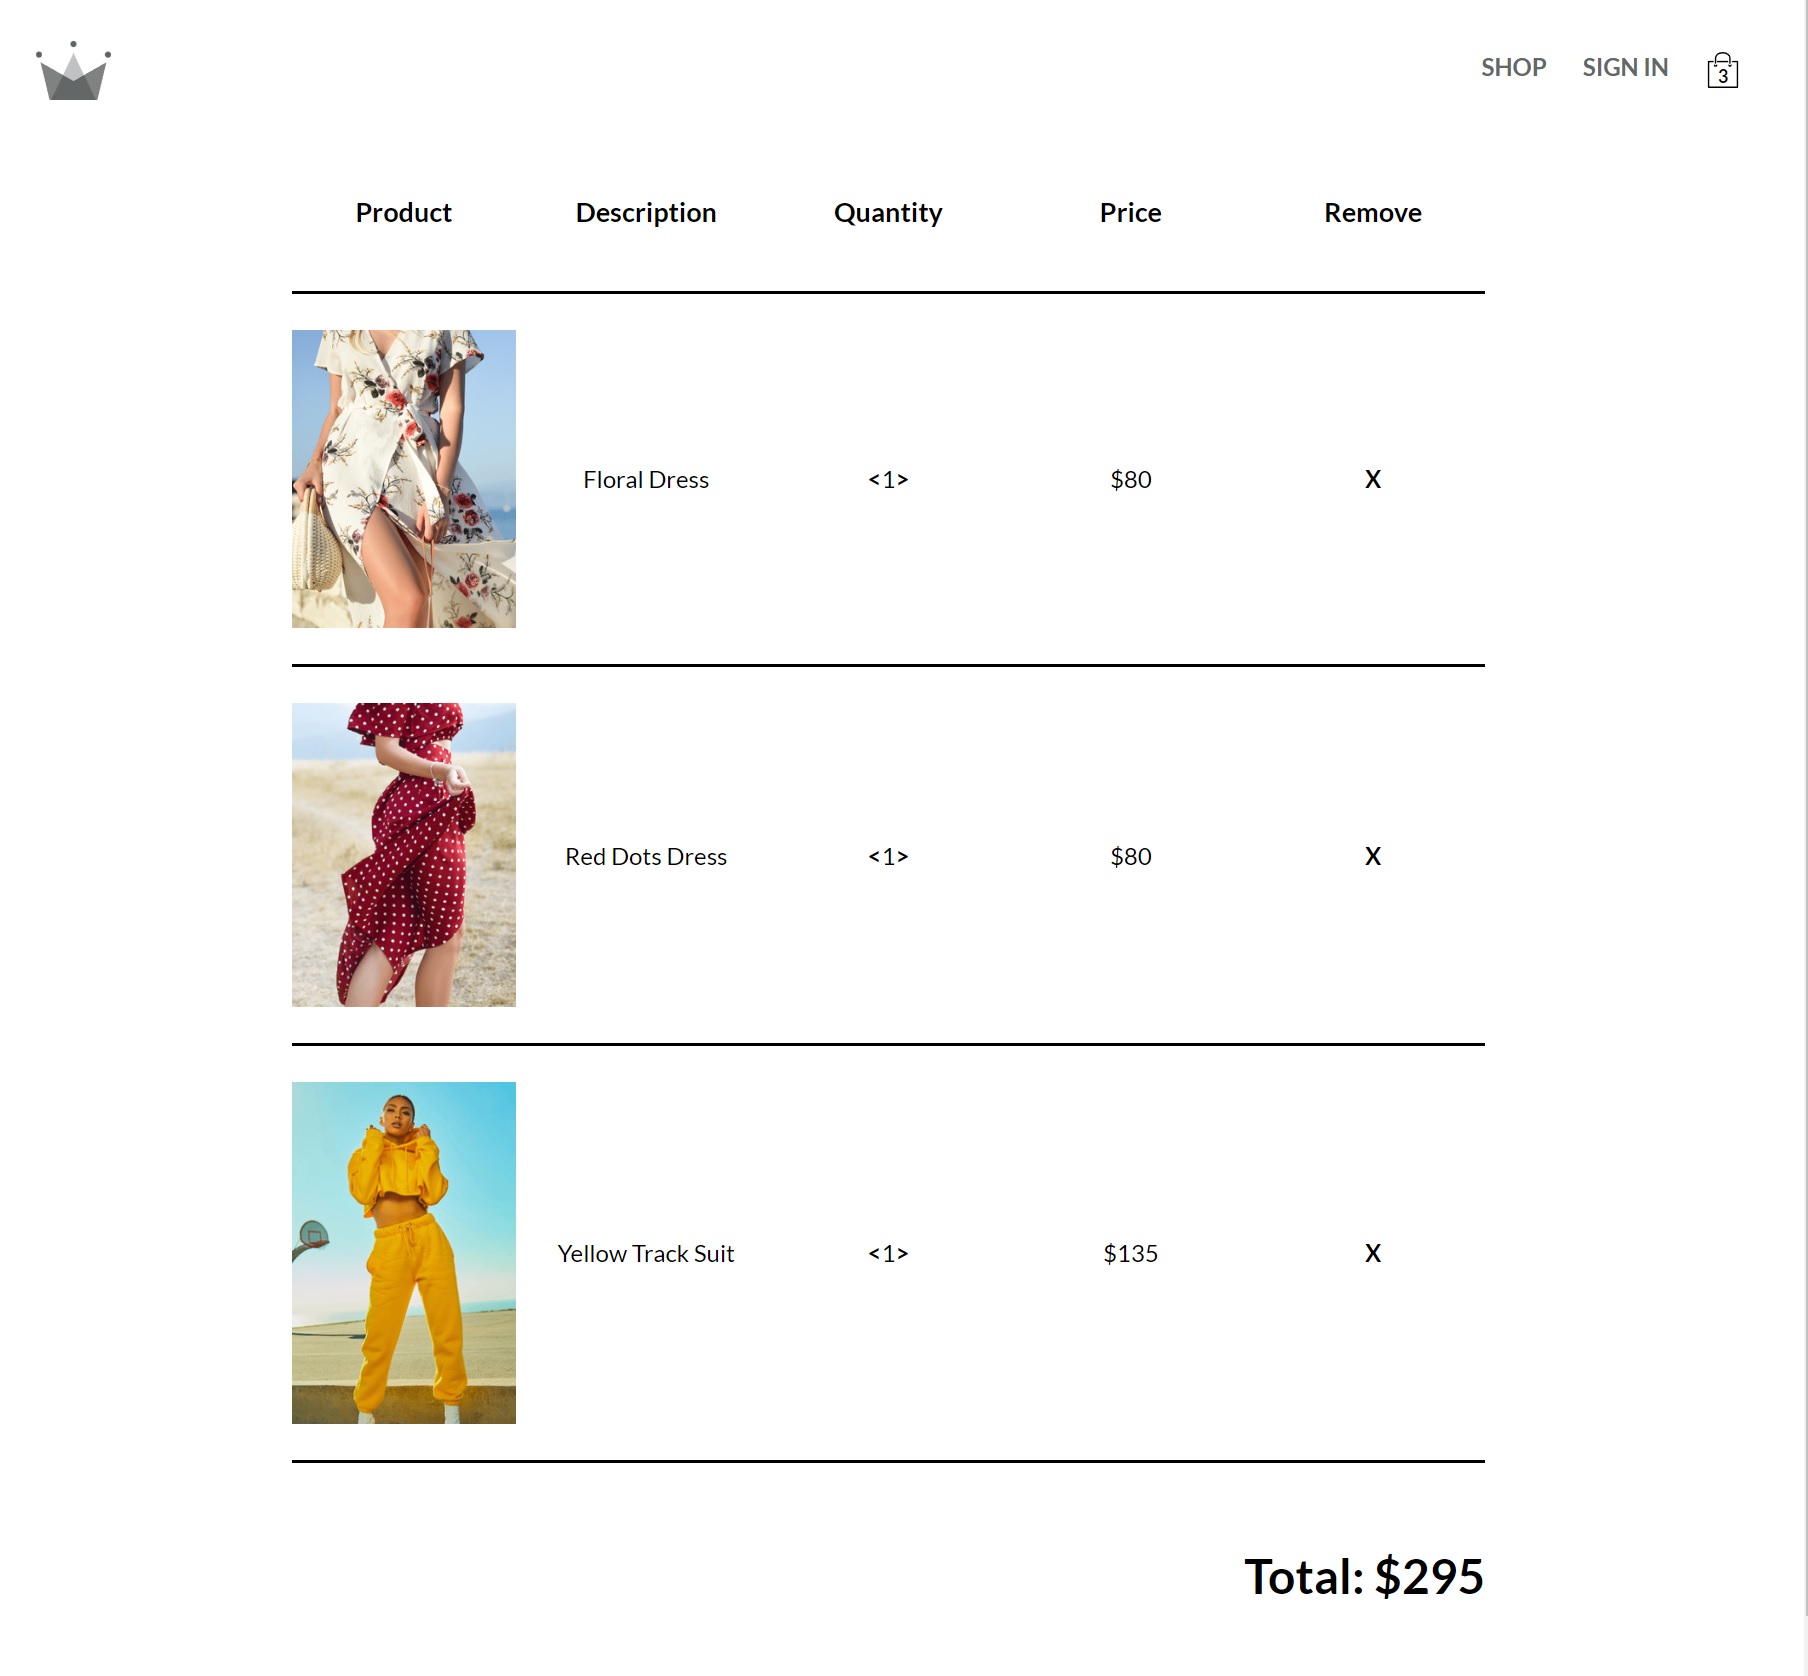 SHOP SIGN IN 3
Product Description Quantity Price Remove
Floral Dress <1> $80 X
Red Dots Dress <1> $80 X
Yellow Track Suit <1> $135 X
Total: $295